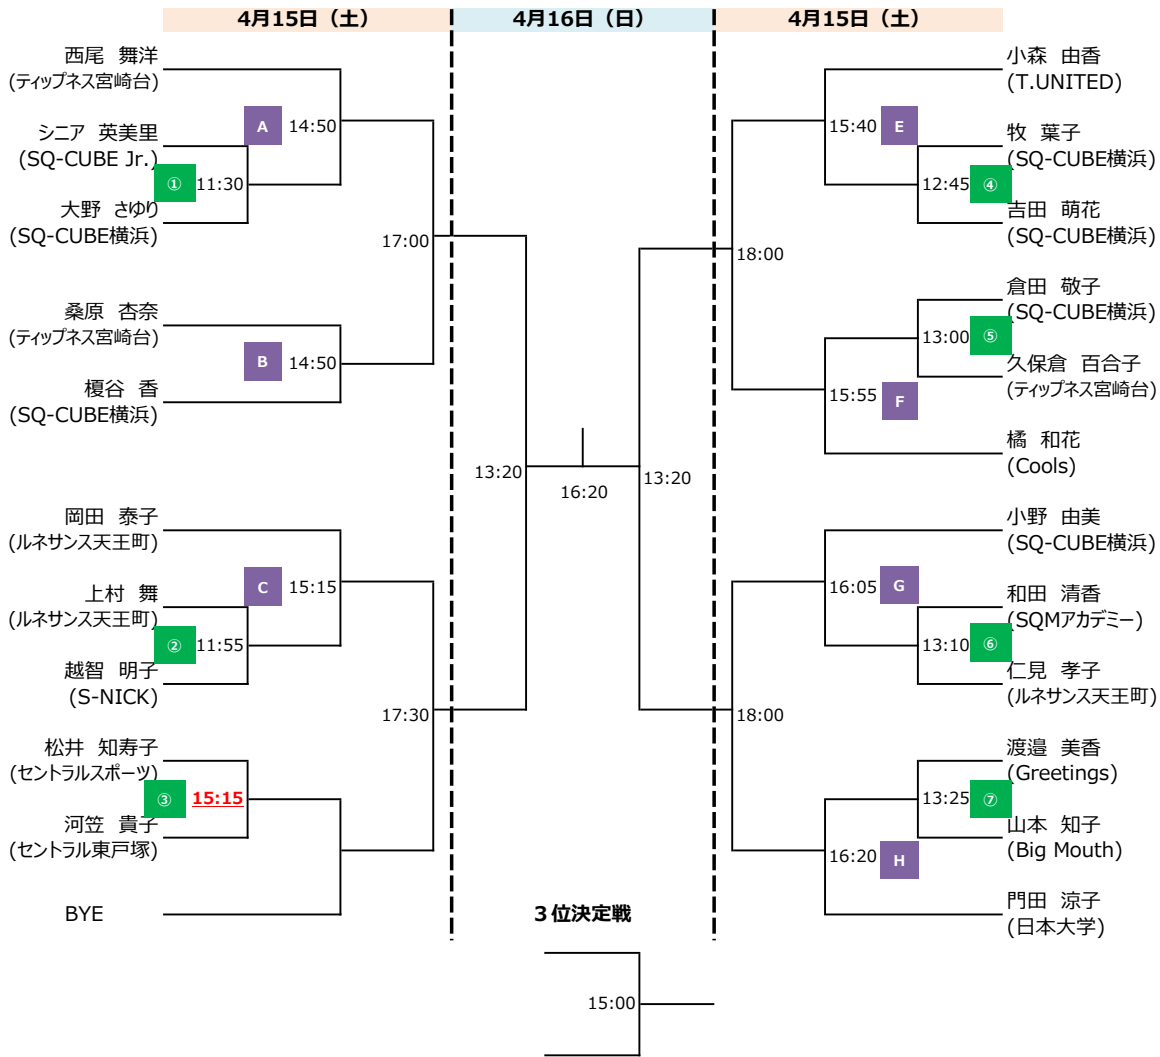 4月15日（土）
4月16日（日）
4月15日（土）
西尾　舞洋
(ティップネス宮崎台)
A
14:50
シニア　英美里
(SQ-CUBE Jr.)
①
11:30
大野　さゆり
(SQ-CUBE横浜)
17:00
桑原　杏奈
(ティップネス宮崎台)
B
14:50
榎谷　香
(SQ-CUBE横浜)
13:20
岡田　泰子
(ルネサンス天王町)
C
15:15
上村　舞
(ルネサンス天王町)
②
11:55
越智　明子
(S-NICK)
17:30
松井　知寿子
(セントラルスポーツ)
③
15:15
河笠　貴子
(セントラル東戸塚)
BYE
16:20
13:20
小森　由香
(T.UNITED)
15:40
E
牧　葉子
(SQ-CUBE横浜)
12:45
④
吉田　萌花
(SQ-CUBE横浜)
18:00
倉田　敬子
(SQ-CUBE横浜)
13:00
⑤
久保倉　百合子
(ティップネス宮崎台)
15:55
F
橘　和花
(Cools)
小野　由美
(SQ-CUBE横浜)
16:05
G
和田　清香
(SQMアカデミー)
13:10
⑥
仁見　孝子
(ルネサンス天王町)
18:00
渡邉　美香
(Greetings)
13:25
⑦
山本　知子
(Big Mouth)
16:20
H
門田　涼子
(日本大学)
３位決定戦
15:00